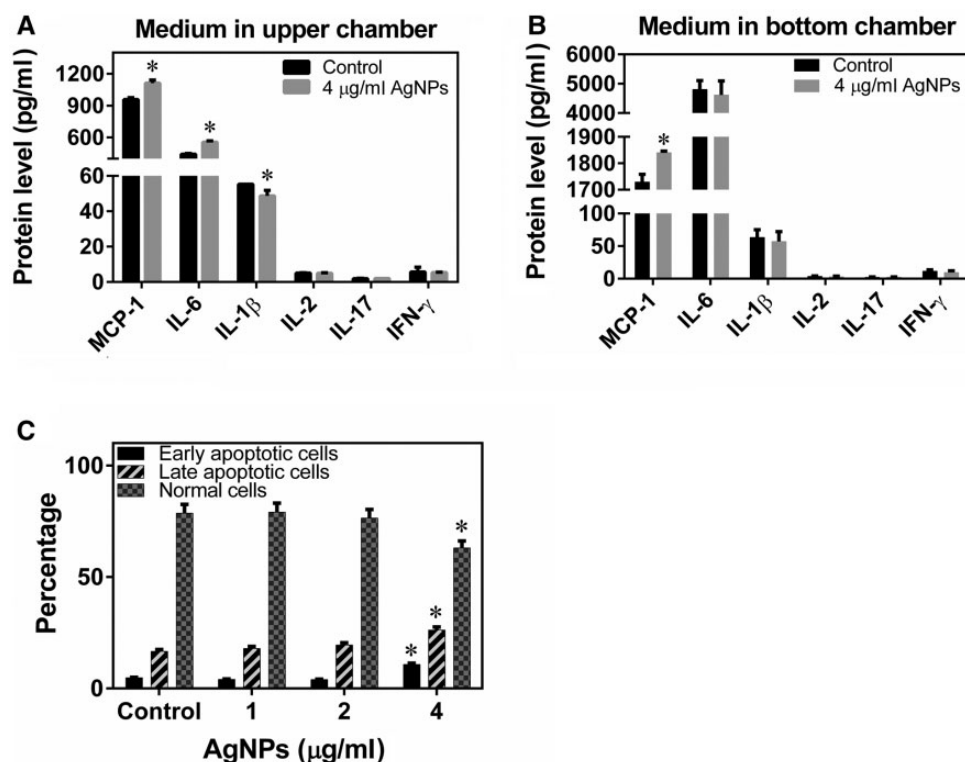 A
Medium in upper chamber
Protein level (pg/ml)
1200
900
600
60
40
20
0
Control
4 μg/ml AgNPs
*
*
*
MCP-1
IL-6
IL-1β
IL-2
IL-17
IFN-γ
B
Medium in bottom chamber
Protein level (pg/ml)
6000
5000
4000
1900
1800
1700
100
50
0
Control
4 μg/ml AgNPs
*
MCP-1
IL-6
IL-1β
IL-2
IL-17
IFN-γ
C
Percentage
100
50
0
Early apoptotic cells
Late apoptotic cells
Normal cells
*
*
*
Control
1
2
4
AgNPs (μg/ml)